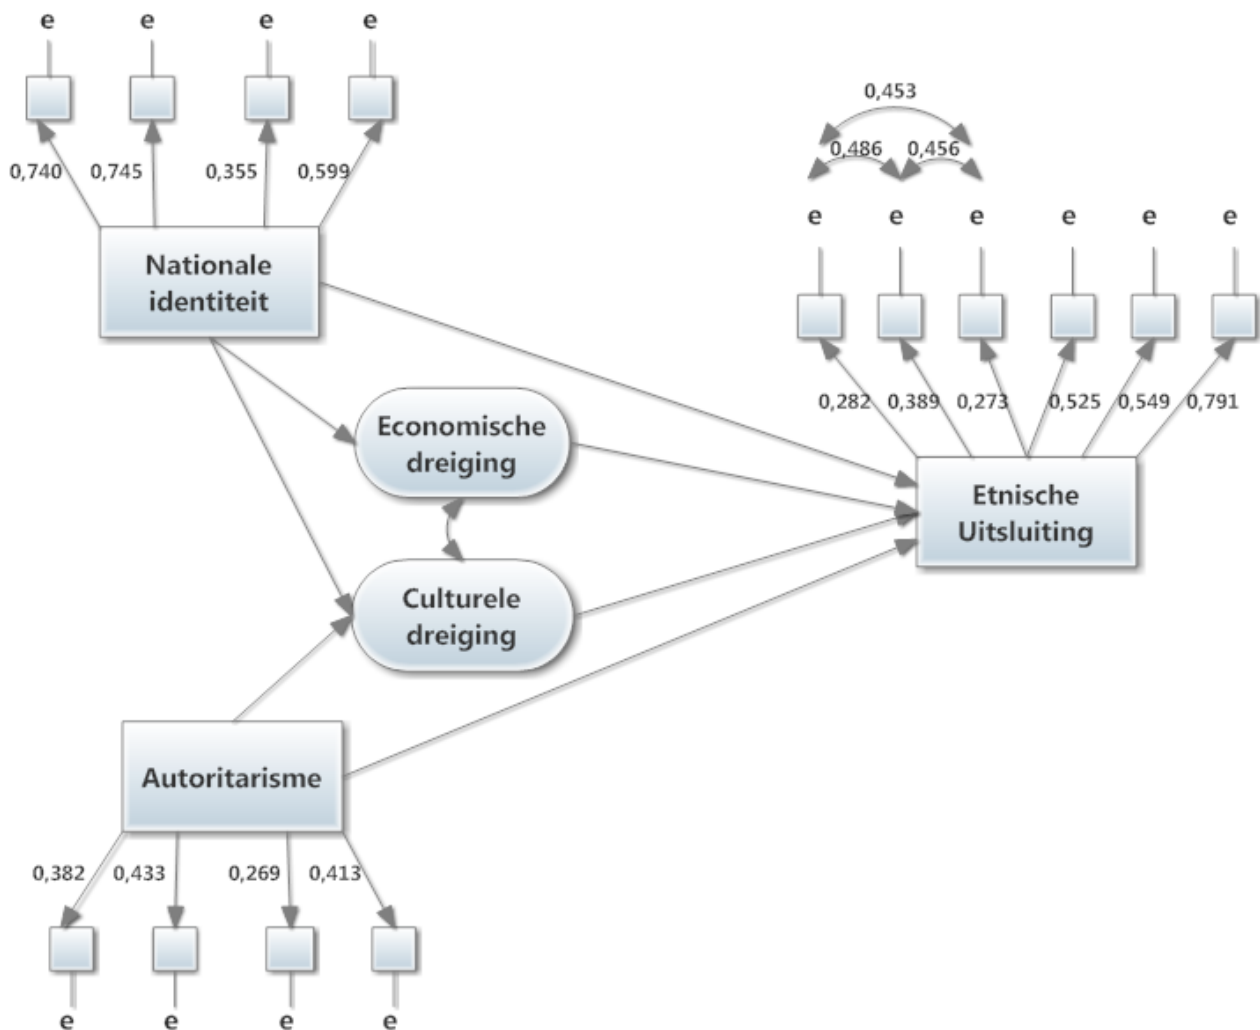 e e e e
0,453
0,740 0,745 0,355 0,599
0,486 0,456
e e e e e e
Nationale
identiteit
0,282 0,389 0,273 0,525 0,549 0,791
Economische
dreiging
Etnische
Uitsluiting
Culturele
dreiging
Autoritarisme
0,382 0,433 0,269 0,413
e e e e